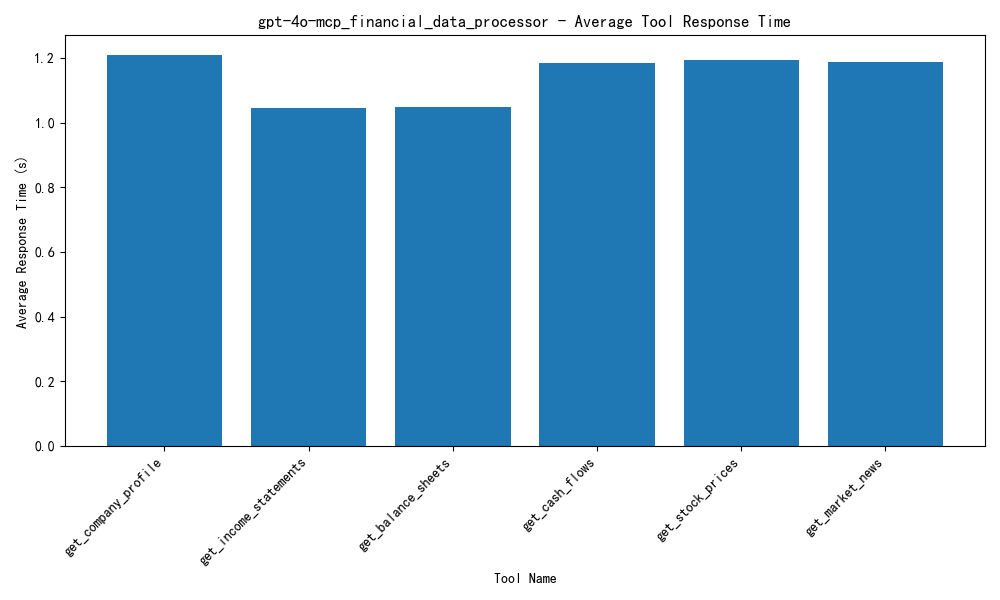 gpt-4o-mcp_financial_data_processor - Average Tool Response Time
Average Response Time (s)
1.2
1.0
0.8
0.6
0.4
0.2
0.0
get_company_profile
get_income_statements
get_balance_sheets
get_cash_flows
get_stock_prices
get_market_news
Tool Name